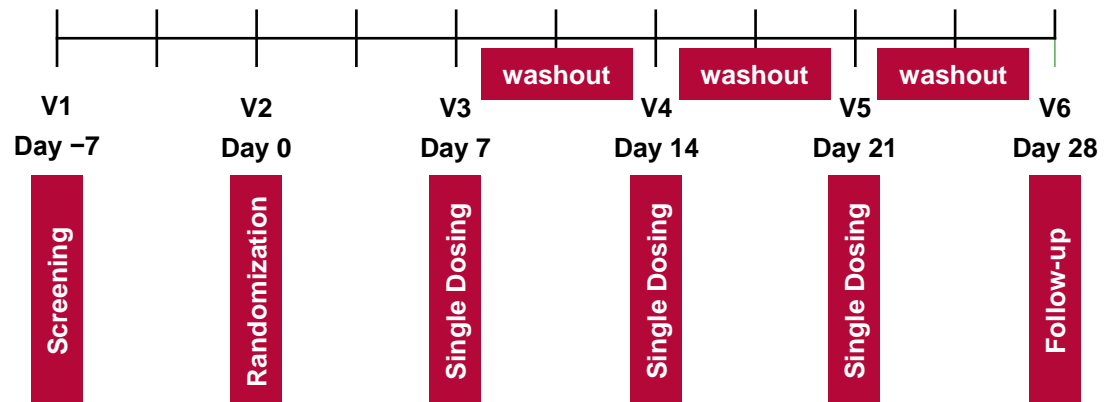 washout washout washout
V1 V2 V3 V4 V5 V6
Day −7 Day 0 Day 7 Day 14 Day 21 Day 28
Screening
Randomization
Single Dosing
Single Dosing
Single Dosing
Follow-up